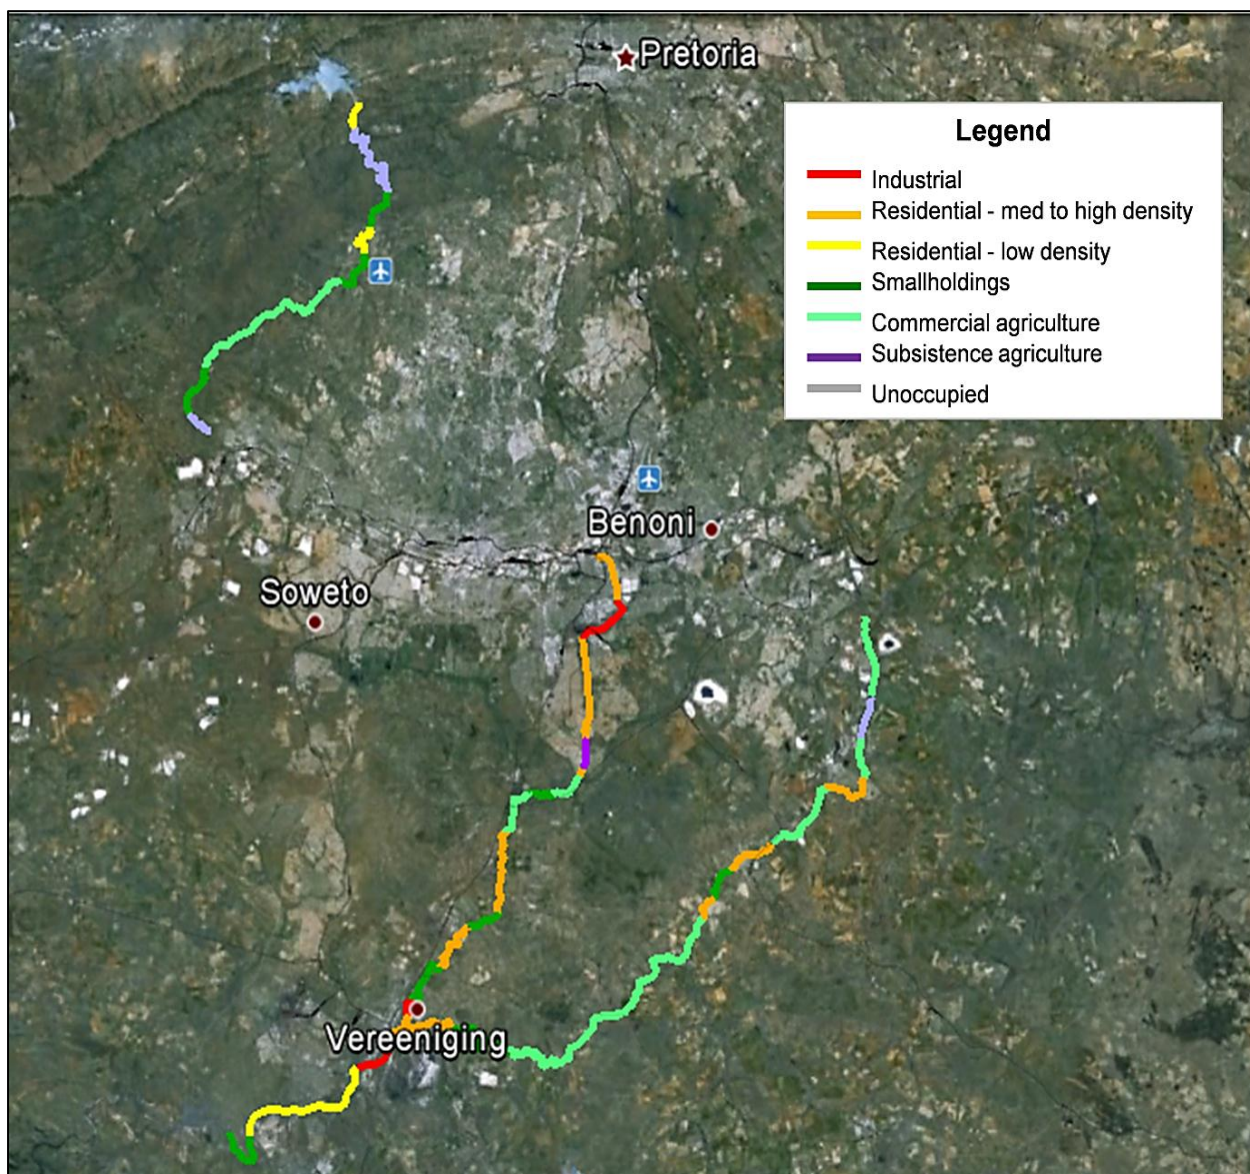 Pretoria
Legend
Industrial
Residential - med to high density
Residential - low density
Smallholdings
Commercial agriculture
Subsistence agriculture
Unoccupied
Benoni
Soweto
Vereeniging